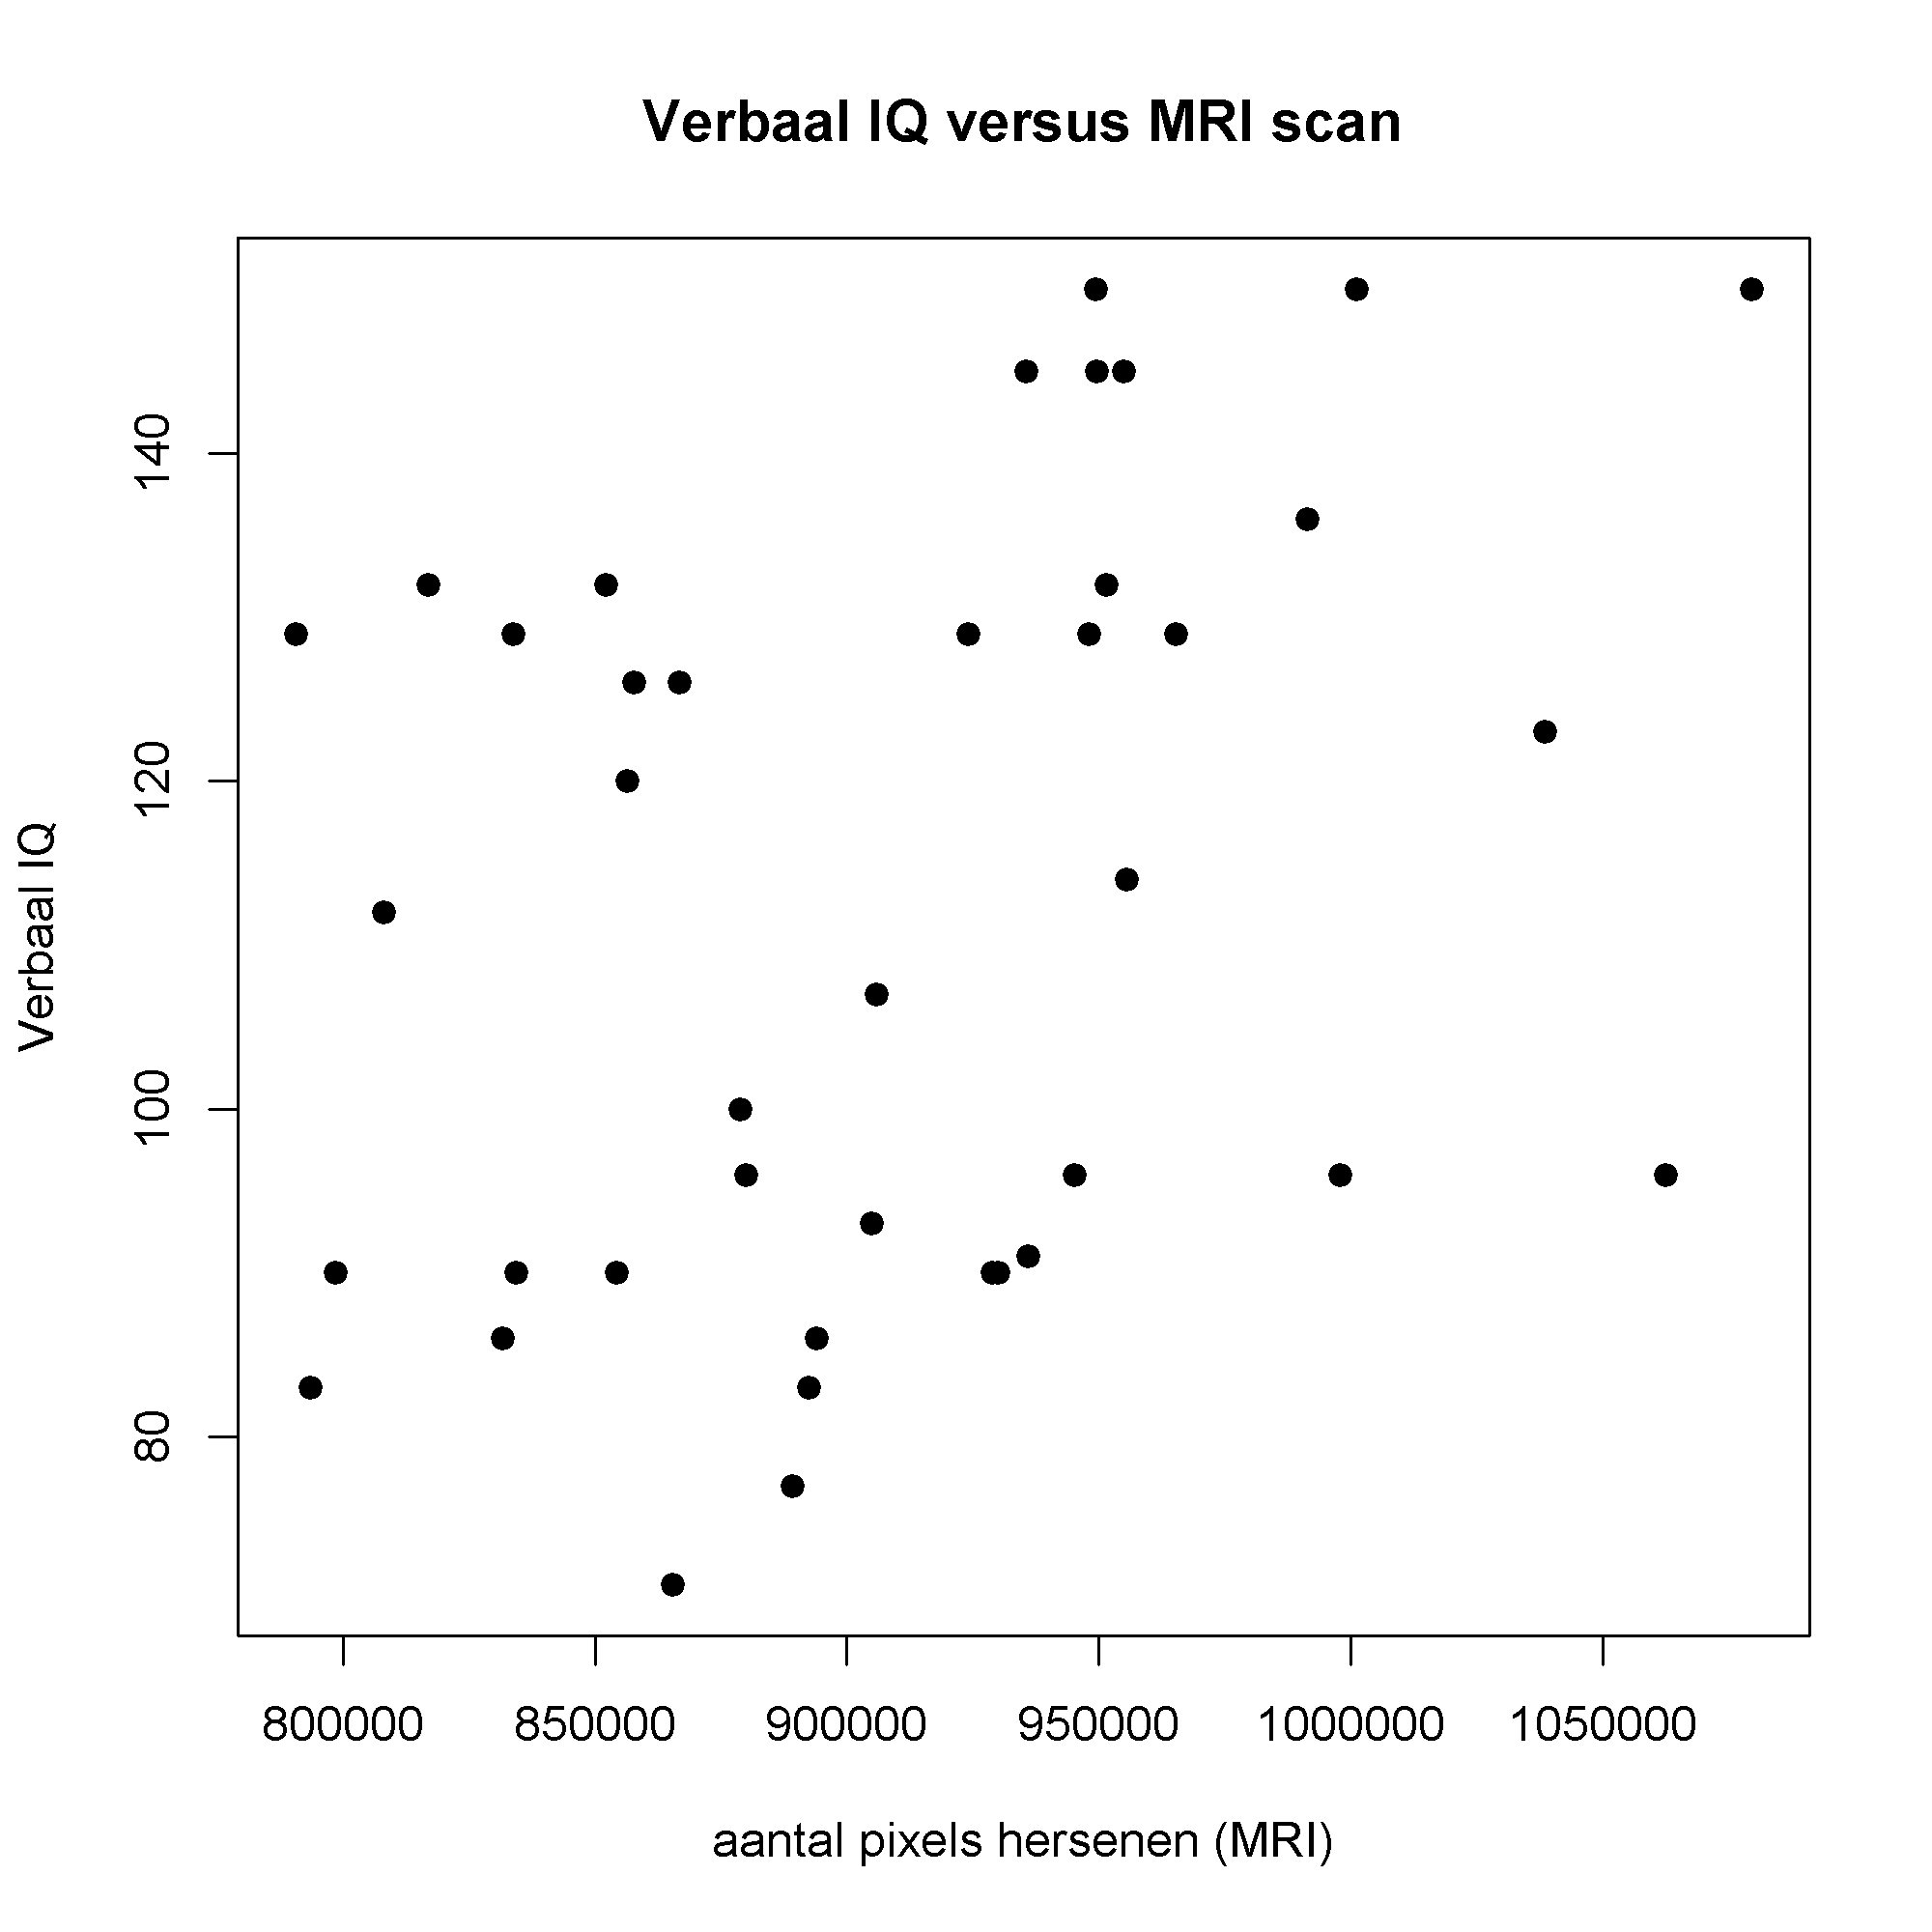 Verbaal IQ versus MRI scan
Verbaal IQ
140
120
100
80
800000 850000 900000 950000 1000000 1050000
aantal pixels hersenen (MRI)